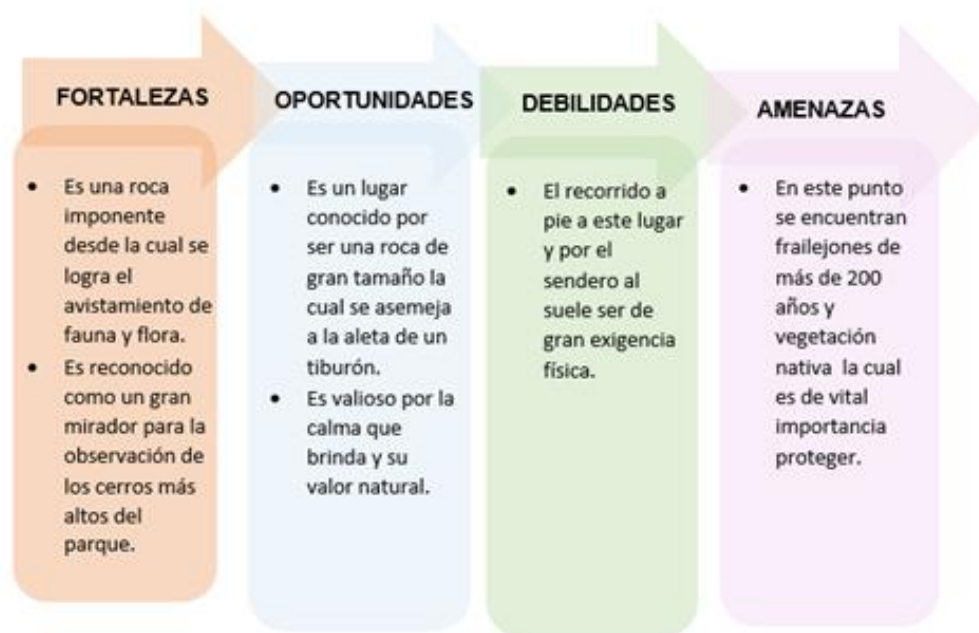 FORTALEZAS
• Es una roca
imponente
desde la cual se
logra el
avistamiento de
fauna y flora.
• Es reconocido
como un gran
mirador para la
observación de
los cerros más
altos del
parque.
OPORTUNIDADES
• Es un lugar
conocido por
ser una roca de
gran tamaño la
cual se asemeja
a la aleta de un
tiburón.
• Es valioso por la
calma que
brinda y su
valor natural.
DEBILIDADES
• El recorrido a
pie a este lugar
y por el
sendero al
suele ser de
gran exigencia
física.
AMENAZAS
• En este punto
se encuentran
frailejones de
más de 200
años y
vegetación
nativa la cual
es de vital
importancia
proteger.